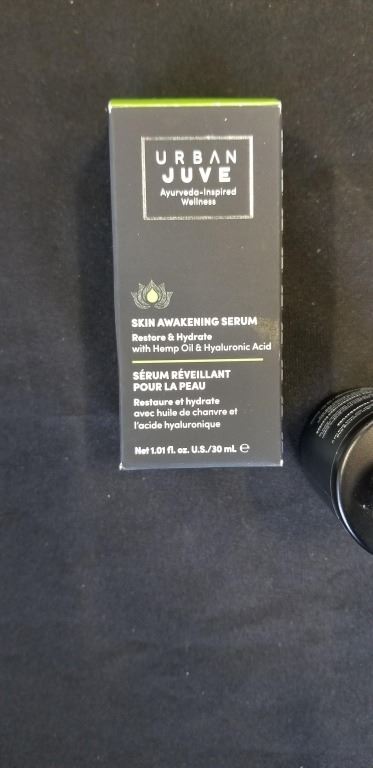 URBAN
JUVE
Ayurveda-Inspired
Wellness
SKIN AWAKENING SERUM
Restore & Hydrate
with Hemp Oil & Hyaluronic Acid
SÉRUM RÉVEILLANT
POUR LA PEAU
Restaure et hydrate
avec huile de chanvre et
l'acide hyaluronique
Net 1.01 fl. oz. U.S./30 mL ℮